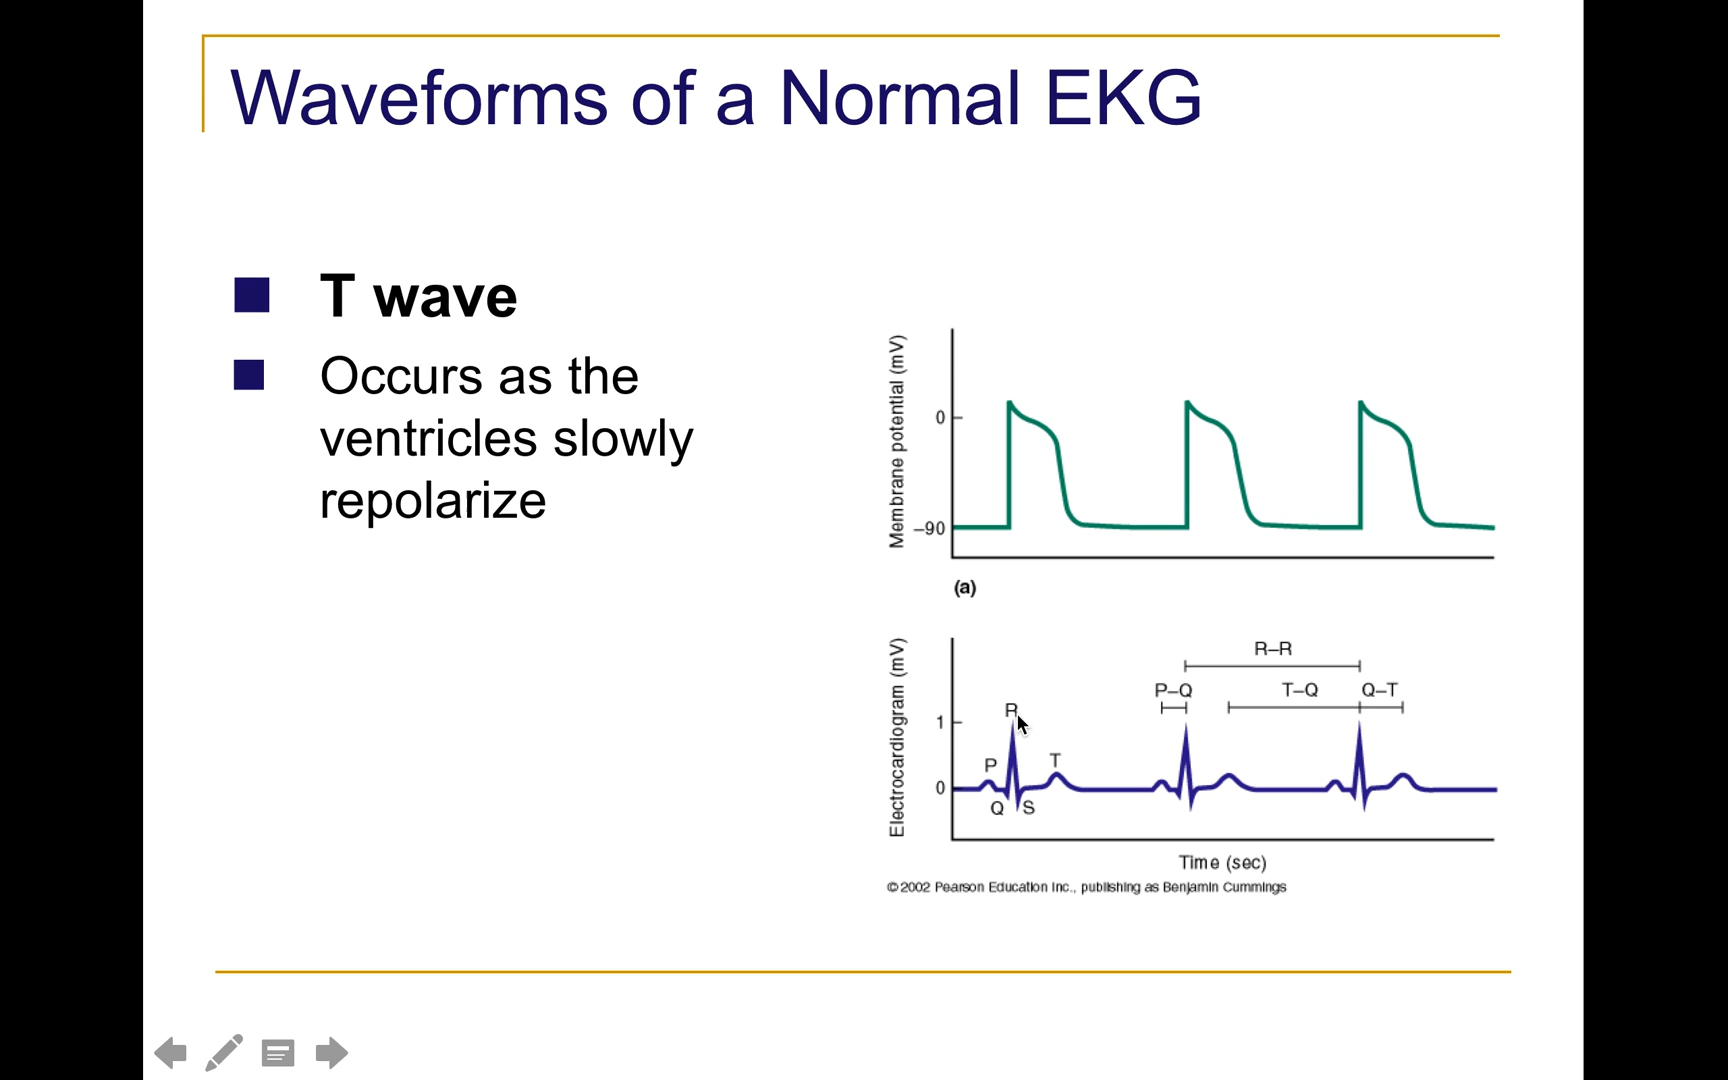 Waveforms of a Normal EKG
T wave
Occurs as the
ventricles slowly
repolarize
Membrane potential (mV)
0
–90
(a)
Electrocardiogram (mV)
R–R
P–Q
T–Q
Q–T
1
R
P
T
0
Q
S
Time (sec)
© 2002 Pearson Education Inc., publishing as Benjamin Cummings